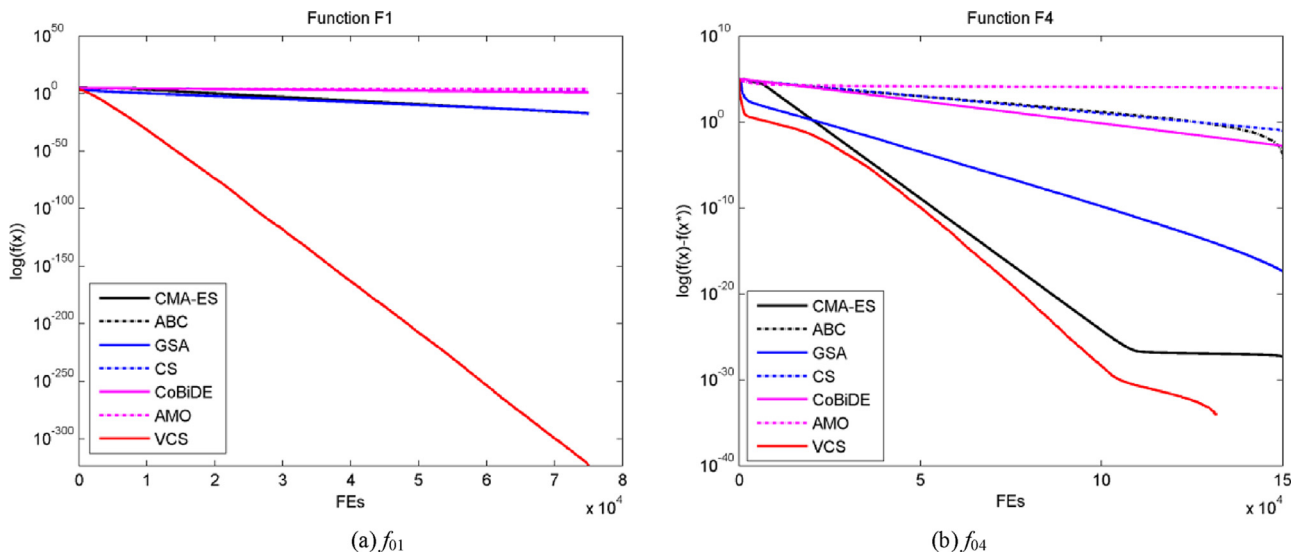 Function F1
10^50
10^0
10^-50
10^-100
10^-150
10^-200
10^-250
10^-300
log(f(x))
CMA-ES
ABC
GSA
CS
CoBiDE
AMO
VCS
0 1 2 3 4 5 6 7 8
FEs
x 10^4
(a) f01
Function F4
10^10
10^0
10^-10
10^-20
10^-30
10^-40
log(f(x)-f(x*))
CMA-ES
ABC
GSA
CS
CoBiDE
AMO
VCS
0 5 10 15
FEs
x 10^4
(b) f04